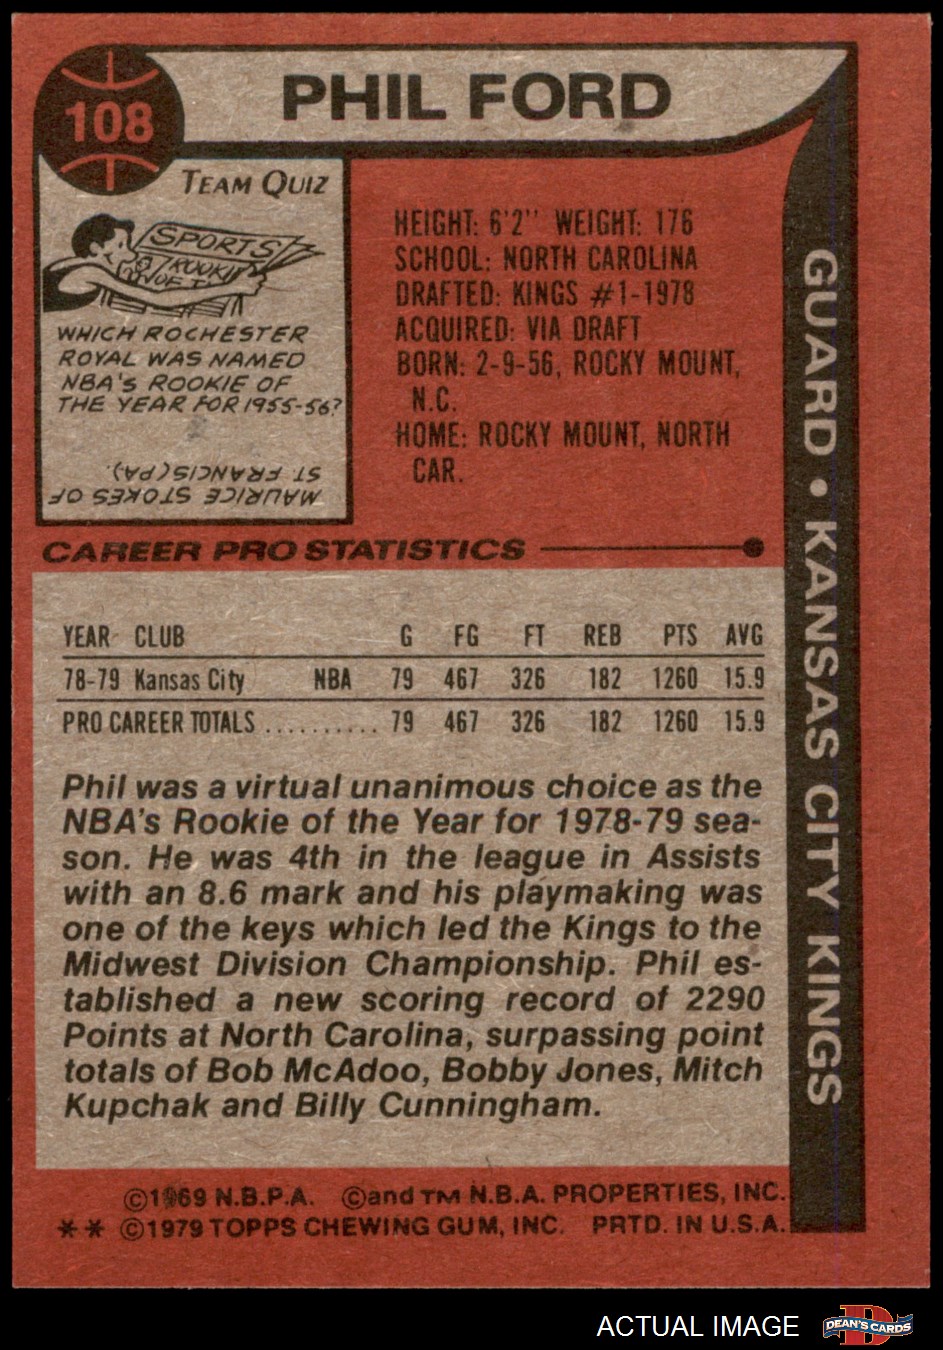 108
PHIL FORD
TEAM QUIZ
SPORTS
WHICH ROCHESTER
ROYAL WAS NAMED
NBA'S ROOKIE OF
THE YEAR FOR 1955-56?
MAURICE STOKES OF
ST. FRANCIS (PA).
HEIGHT: 6'2" WEIGHT: 176
SCHOOL: NORTH CAROLINA
DRAFTED: KINGS #1-1978
ACQUIRED: VIA DRAFT
BORN: 2-9-56, ROCKY MOUNT,
N.C.
HOME: ROCKY MOUNT, NORTH
CAR.
GUARD • KANSAS CITY KINGS
CAREER PRO STATISTICS
YEAR CLUB G FG FT REB PTS AVG
78-79 Kansas City NBA 79 467 326 182 1260 15.9
PRO CAREER TOTALS .......... 79 467 326 182 1260 15.9
Phil was a virtual unanimous choice as the
NBA's Rookie of the Year for 1978-79 sea-
son. He was 4th in the league in Assists
with an 8.6 mark and his playmaking was
one of the keys which led the Kings to the
Midwest Division Championship. Phil es-
tablished a new scoring record of 2290
Points at North Carolina, surpassing point
totals of Bob McAdoo, Bobby Jones, Mitch
Kupchak and Billy Cunningham.
©1969 N.B.P.A. ©and TM N.B.A. PROPERTIES, INC.
** ©1979 TOPPS CHEWING GUM, INC. PRTD. IN U.S.A.
ACTUAL IMAGE
DEAN'S CARDS